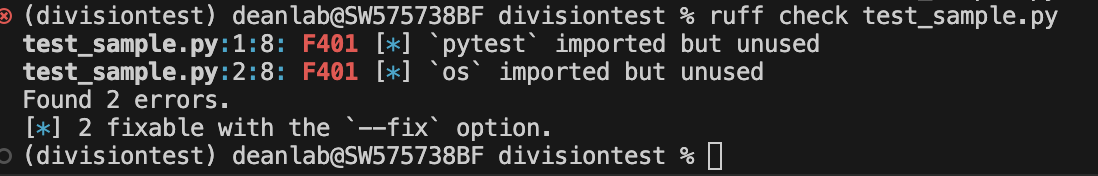 (divisiontest) deanlab@SW575738BF divisiontest % ruff check test_sample.py
test_sample.py:1:8: F401 [*] `pytest` imported but unused
test_sample.py:2:8: F401 [*] `os` imported but unused
Found 2 errors.
[*] 2 fixable with the `--fix` option.
(divisiontest) deanlab@SW575738BF divisiontest %